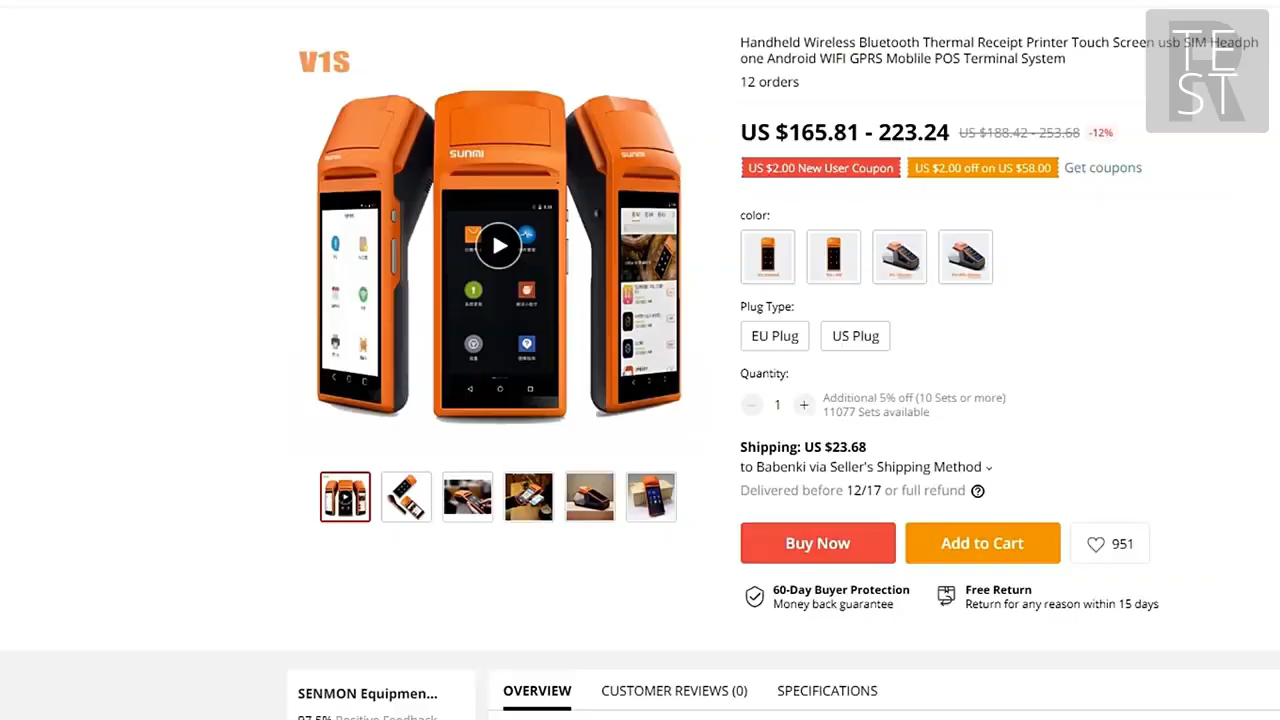 V1S
SUNMI
SUNMI
SUNMI
Handheld Wireless Bluetooth Thermal Receipt Printer Touch Screen usb SIM Headph
one Android WIFI GPRS Moblile POS Terminal System
12 orders
US $165.81 - 223.24 US $188.42 - 253.68 -12%
US $2.00 New User Coupon US $2.00 off on US $58.00 Get coupons
color:
Plug Type:
EU Plug US Plug
Quantity:
1 Additional 5% off (10 Sets or more)
11077 Sets available
Shipping: US $23.68
to Babenki via Seller's Shipping Method
Delivered before 12/17 or full refund
Buy Now Add to Cart 951
60-Day Buyer Protection
Money back guarantee
Free Return
Return for any reason within 15 days
SENMON Equipmen...
97.5% Positive Feedback
OVERVIEW CUSTOMER REVIEWS (0) SPECIFICATIONS
R
TE
ST